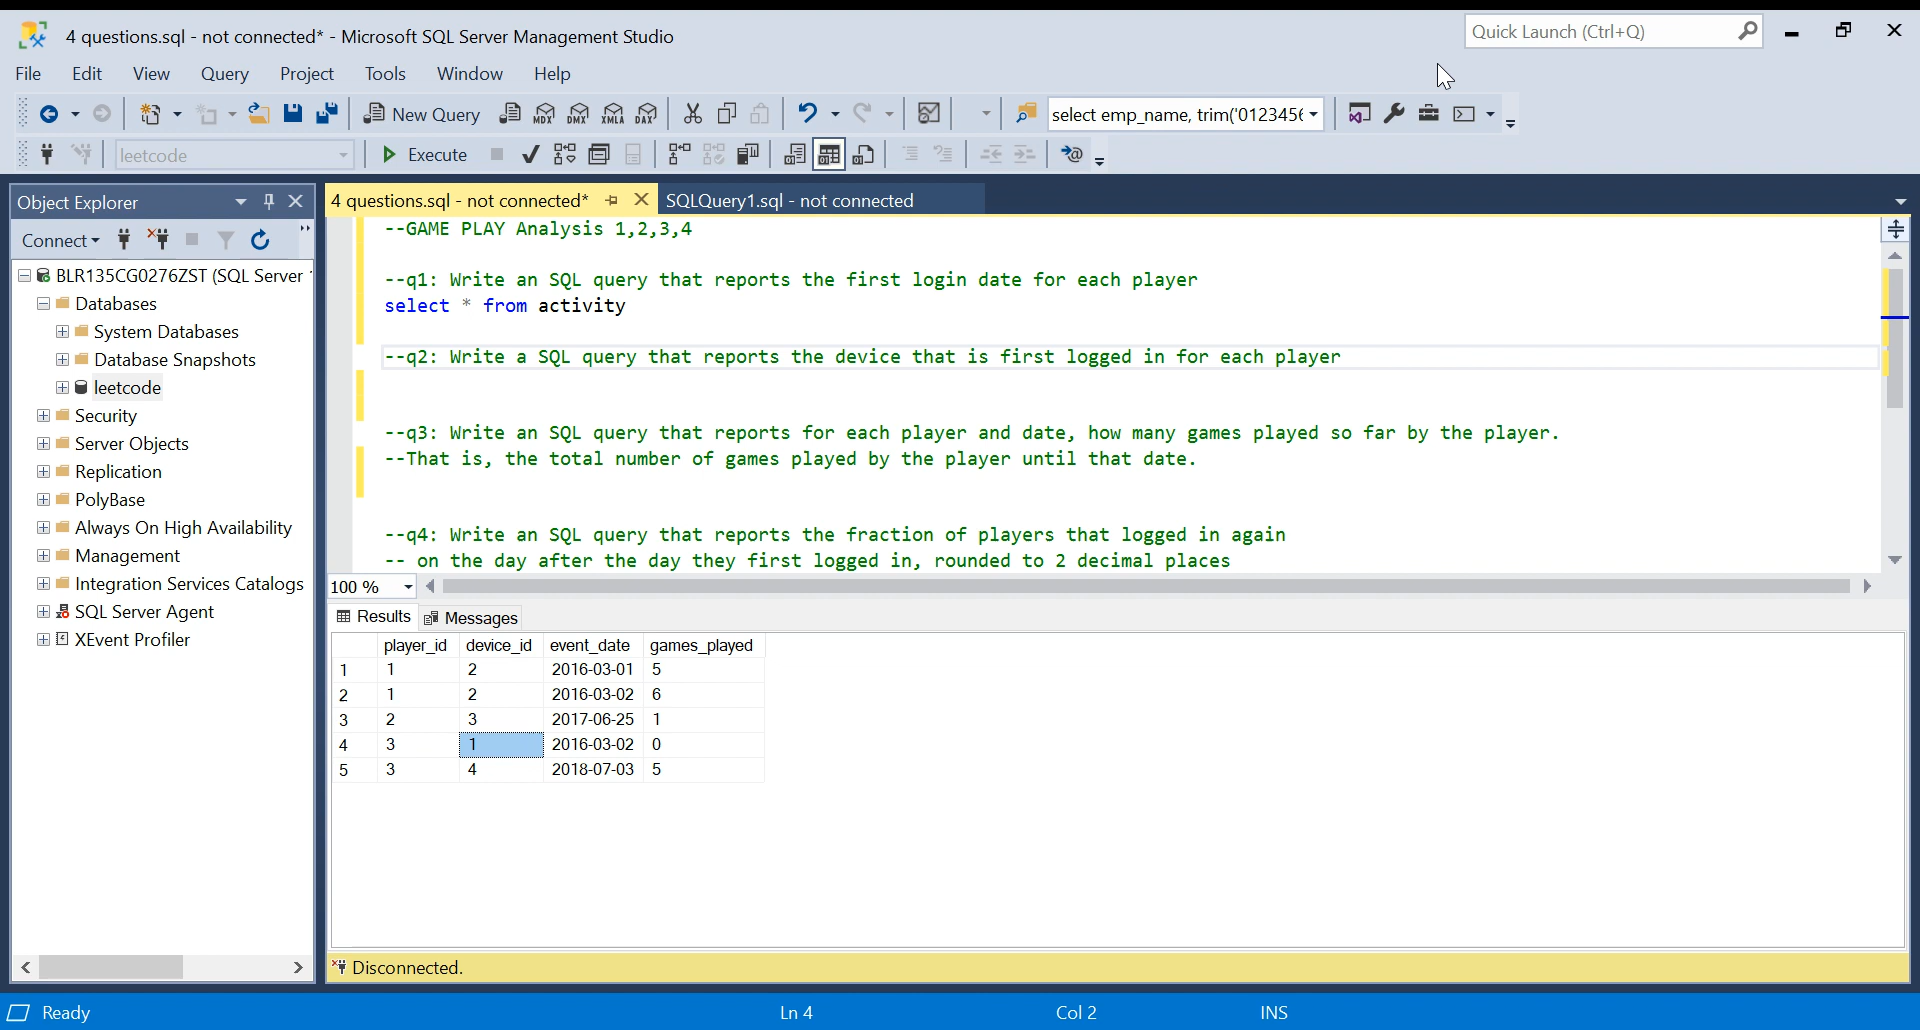 4 questions.sql - not connected* - Microsoft SQL Server Management Studio
Quick Launch (Ctrl+Q)
File Edit View Query Project Tools Window Help
New Query MDX DMX XMLA DAX select emp_name, trim('0123456
leetcode Execute
Object Explorer
Connect
BLR135CG0276ZST (SQL Server
Databases
System Databases
Database Snapshots
leetcode
Security
Server Objects
Replication
PolyBase
Always On High Availability
Management
Integration Services Catalogs
SQL Server Agent
XEvent Profiler
4 questions.sql - not connected* SQLQuery1.sql - not connected
--GAME PLAY Analysis 1,2,3,4
--q1: Write an SQL query that reports the first login date for each player
select * from activity
--q2: Write a SQL query that reports the device that is first logged in for each player
--q3: Write an SQL query that reports for each player and date, how many games played so far by the player.
--That is, the total number of games played by the player until that date.
--q4: Write an SQL query that reports the fraction of players that logged in again
-- on the day after the day they first logged in, rounded to 2 decimal places
100 %
Results Messages
player_id device_id event_date games_played
1 1 2 2016-03-01 5
2 1 2 2016-03-02 6
3 2 3 2017-06-25 1
4 3 1 2016-03-02 0
5 3 4 2018-07-03 5
Disconnected.
Ready Ln 4 Col 2 INS